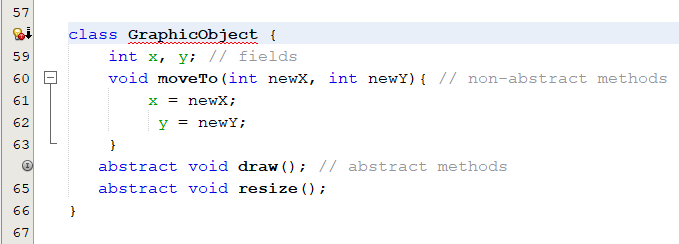 57
class GraphicObject {
59 int x, y; // fields
60 void moveTo(int newX, int newY){ // non-abstract methods
61 x = newX;
62 y = newY;
63 }
abstract void draw(); // abstract methods
65 abstract void resize();
66 }
67